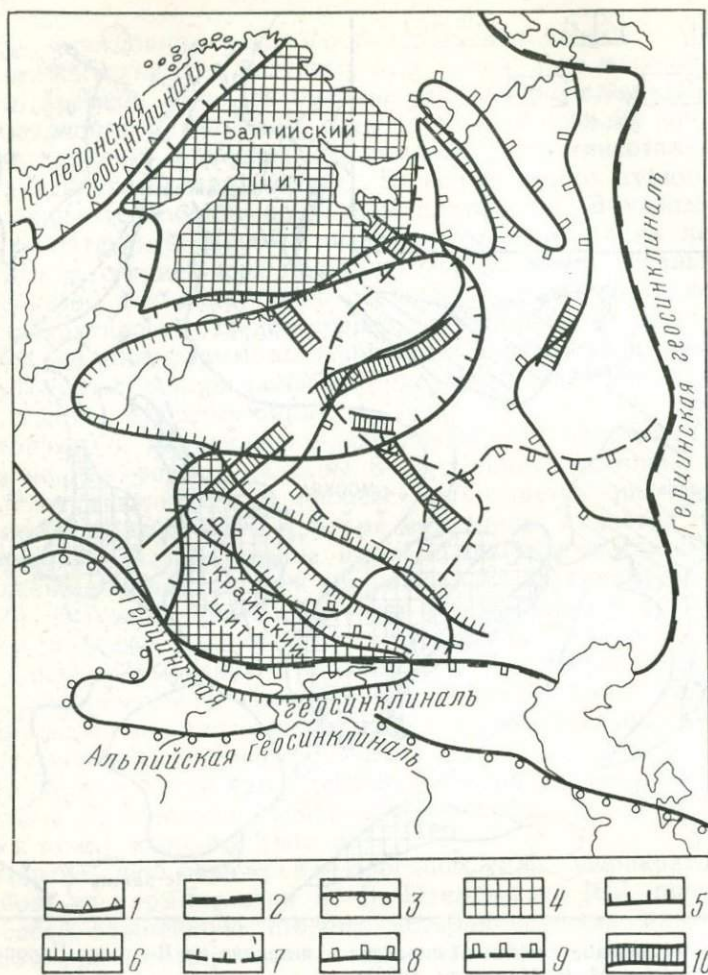 Каледонская
геосинклиналь
Балтийский
щит
Герцинская геосинклиналь
Украинский
щит
Герцинская
геосинклиналь
Альпийская геосинклиналь
1 2 3 4 5
6 7 8 9 10